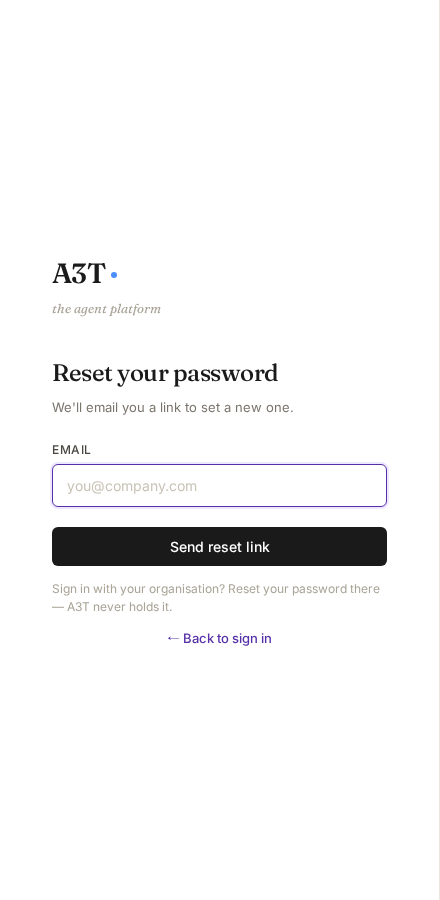 A3T
the agent platform
Reset your password
We'll email you a link to set a new one.
EMAIL
you@company.com
Send reset link
Sign in with your organisation? Reset your password there
— A3T never holds it.
← Back to sign in